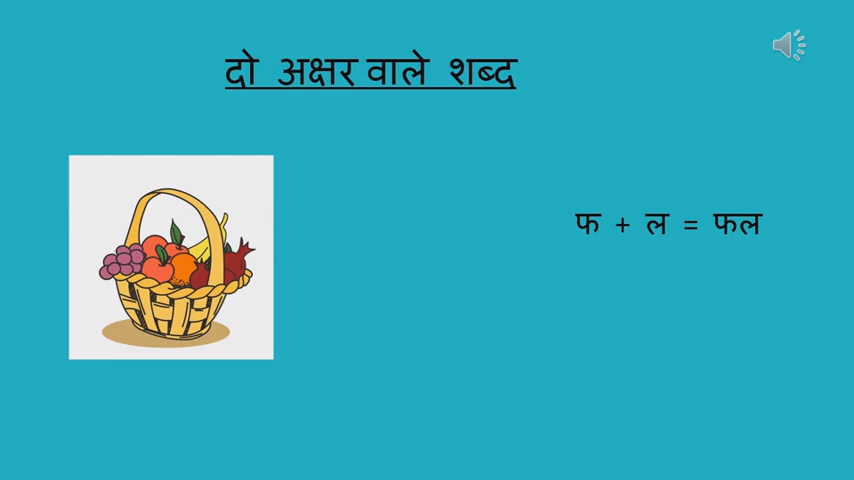 दो अक्षर वाले शब्द
फ + ल = फल